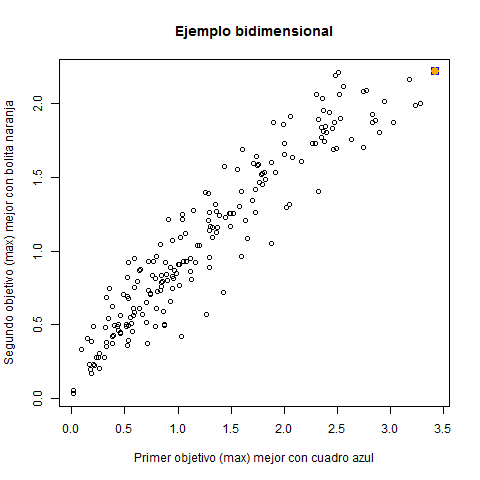 Ejemplo bidimensional
Segundo objetivo (max) mejor con bolita naranja
2.0
1.5
1.0
0.5
0.0
0.0 0.5 1.0 1.5 2.0 2.5 3.0 3.5
Primer objetivo (max) mejor con cuadro azul